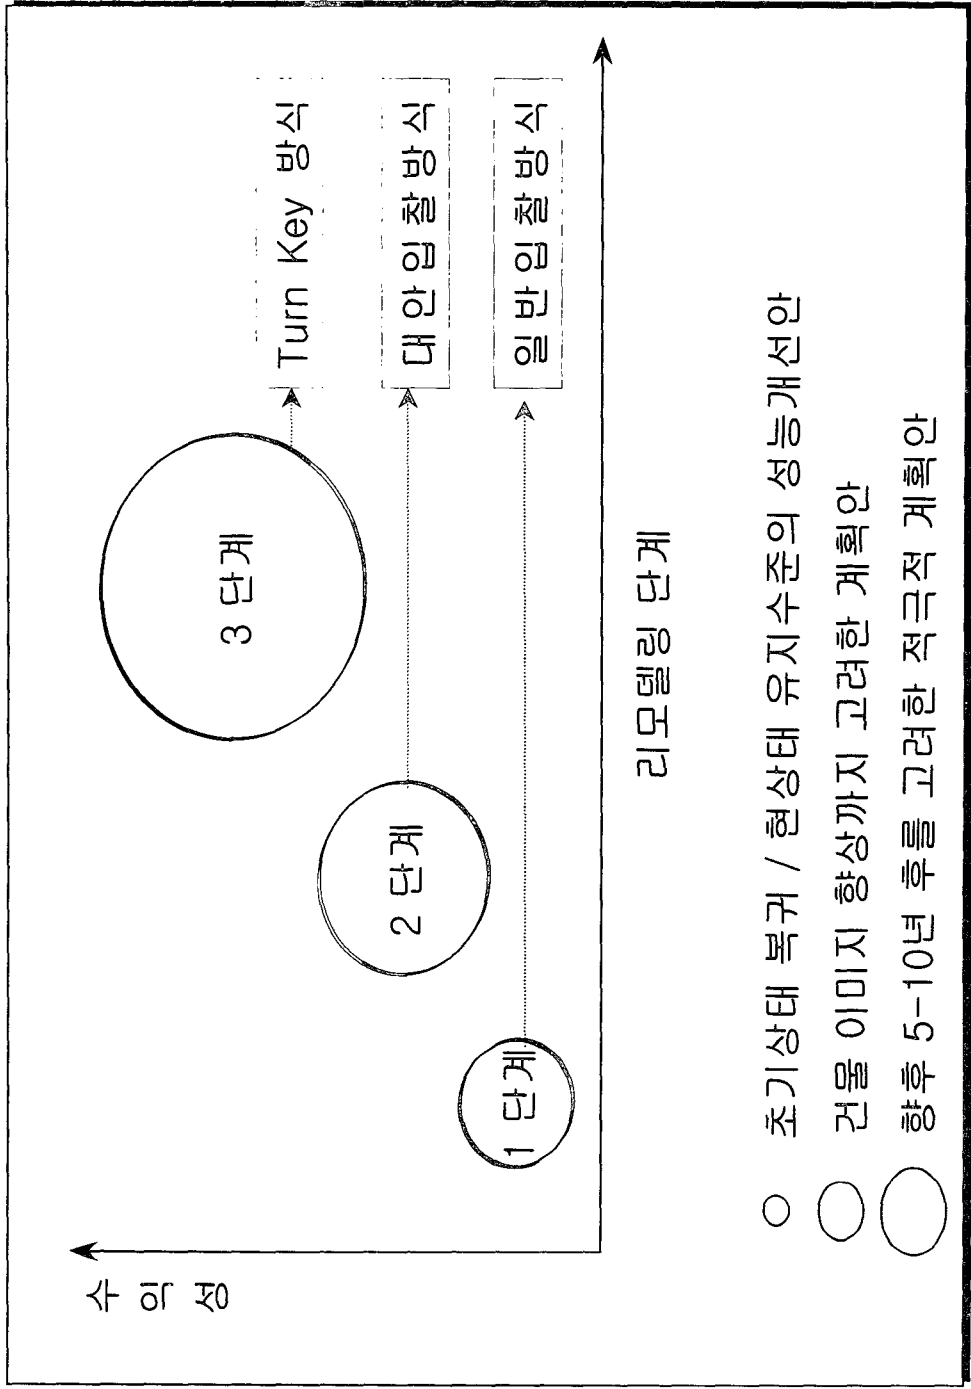 수익성
3 단계
Turn Key 방식
2 단계
대안입찰방식
1 단계
일반입찰방식
리모델링 단계
초기상태 복귀 / 현상태 유지수준의 성능개선안
건물 이미지 향상까지 고려한 계획안
향후 5-10년 후를 고려한 적극적 계획안